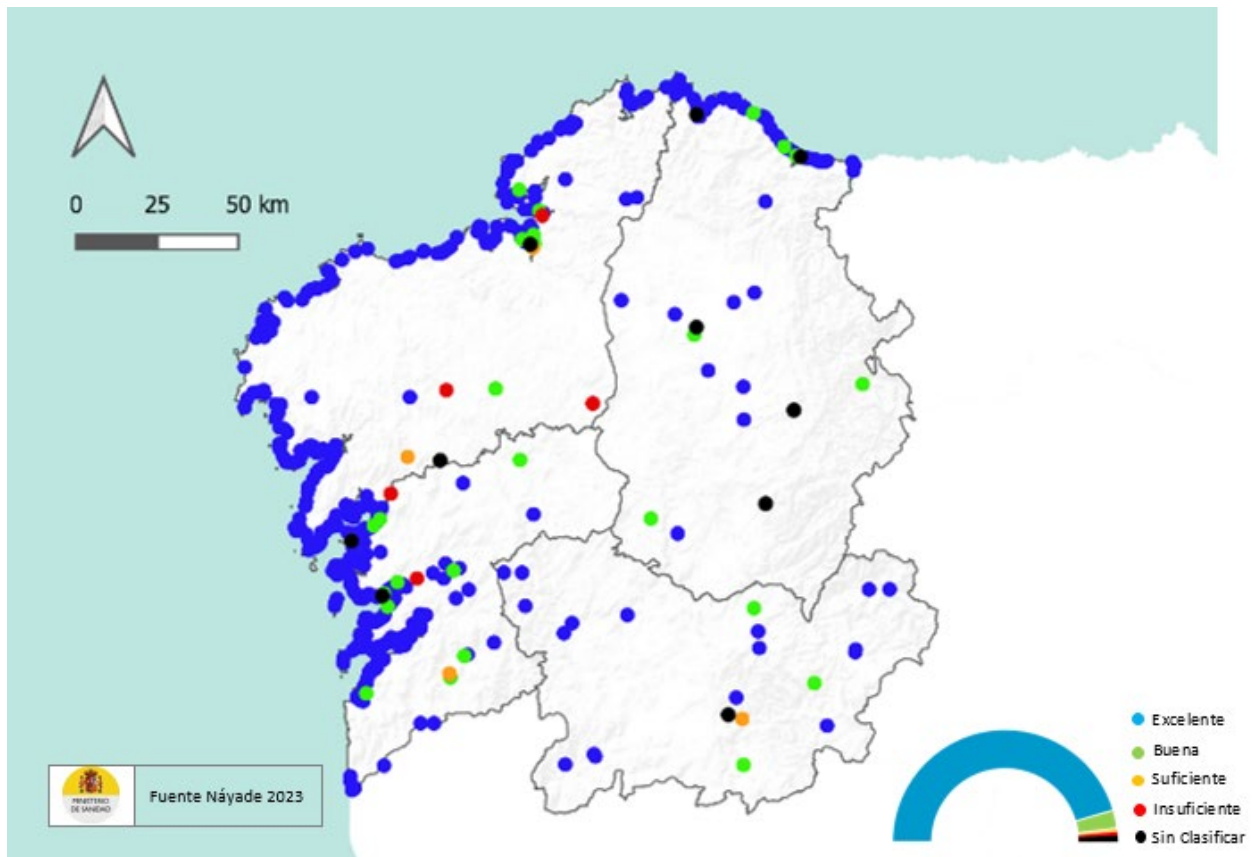 0 25 50 km
MINISTERIO
DE SANIDAD
Fuente Náyade 2023
Excelente
Buena
Suficiente
Insuficiente
Sin Clasificar